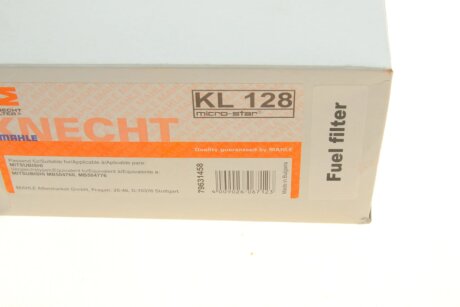 KL 128
micro-star
KNECHT
MAHLE
Quality guaranteed by MAHLE
Passend für/Suitable for/Applicable à/Aplicable para:
MITSUBISHI
MAHLE Aftermarket GmbH, Pragstr. 26-46, D-70376 Stuttgart
79631458
Made in Bulgaria
Fuel filter